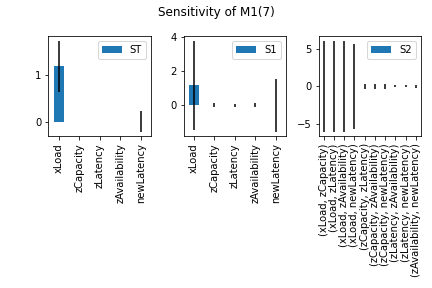 Sensitivity of M1(7)
ST
1
0
xLoad
zCapacity
zLatency
zAvailability
newLatency
S1
4
2
0
xLoad
zCapacity
zLatency
zAvailability
newLatency
S2
5
0
−5
(xLoad, zCapacity)
(xLoad, zLatency)
(xLoad, zAvailability)
(xLoad, newLatency)
(zCapacity, zLatency)
(zCapacity, zAvailability)
(zCapacity, newLatency)
(zLatency, zAvailability)
(zLatency, newLatency)
(zAvailability, newLatency)